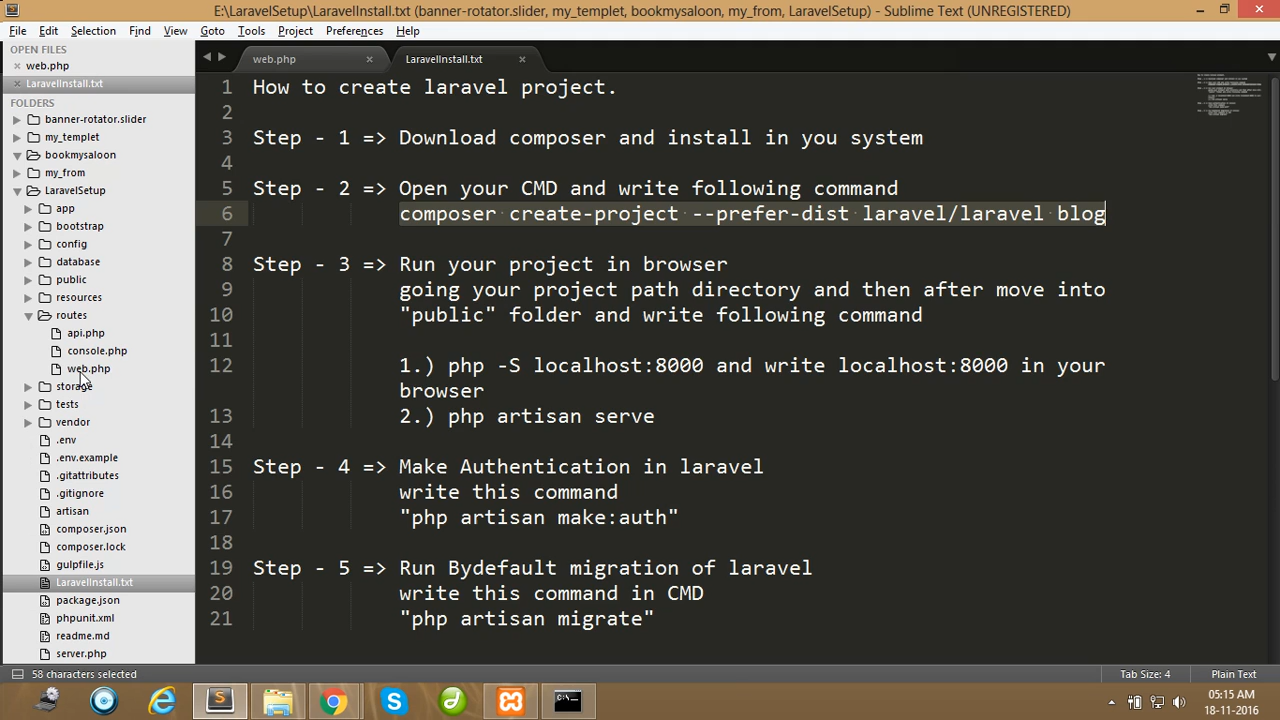 E:\LaravelSetup\LaravelInstall.txt (banner-rotator.slider, my_templet, bookmysaloon, my_from, LaravelSetup) - Sublime Text (UNREGISTERED)
File Edit Selection Find View Goto Tools Project Preferences Help
OPEN FILES
web.php
LaravelInstall.txt
FOLDERS
banner-rotator.slider
my_templet
bookmysaloon
my_from
LaravelSetup
app
bootstrap
config
database
public
resources
routes
api.php
console.php
web.php
storage
tests
vendor
.env
.env.example
.gitattributes
.gitignore
artisan
composer.json
composer.lock
gulpfile.js
LaravelInstall.txt
package.json
phpunit.xml
readme.md
server.php
web.php LaravelInstall.txt
1 How to create laravel project.
2
3 Step - 1 => Download composer and install in you system
4
5 Step - 2 => Open your CMD and write following command
6 composer create-project --prefer-dist laravel/laravel blog
7
8 Step - 3 => Run your project in browser
9 going your project path directory and then after move into
10 "public" folder and write following command
11
12 1.) php -S localhost:8000 and write localhost:8000 in your
browser
13 2.) php artisan serve
14
15 Step - 4 => Make Authentication in laravel
16 write this command
17 "php artisan make:auth"
18
19 Step - 5 => Run Bydefault migration of laravel
20 write this command in CMD
21 "php artisan migrate"
58 characters selected Tab Size: 4 Plain Text
05:15 AM
18-11-2016